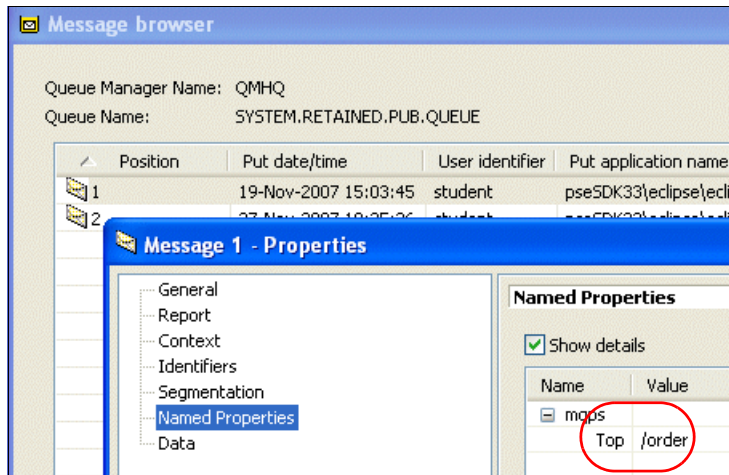 Message browser
Queue Manager Name: QMHQ
Queue Name: SYSTEM.RETAINED.PUB.QUEUE
Position Put date/time User identifier Put application name
1 19-Nov-2007 15:03:45 student pseSDK33\eclipse\ecli
2
Message 1 - Properties
General
Report
Context
Identifiers
Segmentation
Named Properties
Data
Named Properties
Show details
Name Value
mqps
Top /order